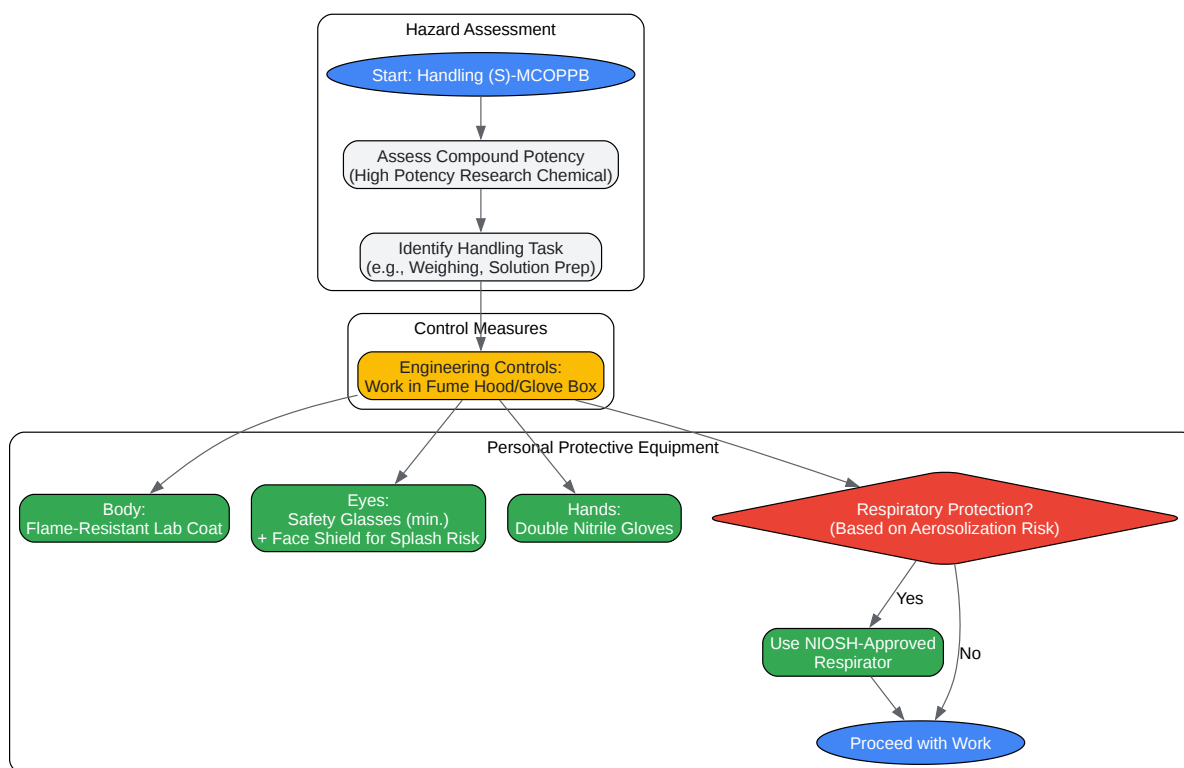 Hazard Assessment
Start: Handling (S)-MCOPPB
Assess Compound Potency
(High Potency Research Chemical)
Identify Handling Task
(e.g., Weighing, Solution Prep)
Control Measures
Engineering Controls:
Work in Fume Hood/Glove Box
Personal Protective Equipment
Body:
Flame-Resistant Lab Coat
Eyes:
Safety Glasses (min.)
+ Face Shield for Splash Risk
Hands:
Double Nitrile Gloves
Respiratory Protection?
(Based on Aerosolization Risk)
Yes
Use NIOSH-Approved
Respirator
No
Proceed with Work